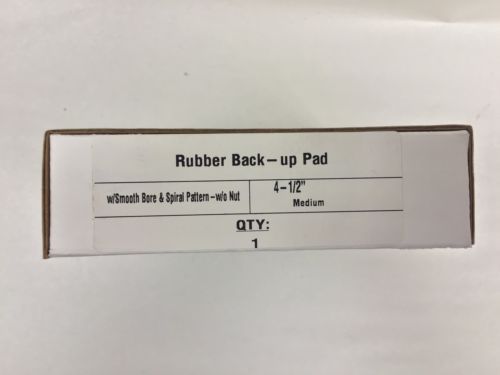 Rubber Back-up Pad
w/Smooth Bore & Spiral Pattern-w/o Nut
4-1/2"
Medium
QTY:
1